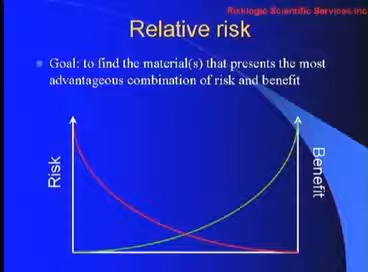 Risklogic Scientific Services Inc
Relative risk
Goal: to find the material(s) that presents the most
advantageous combination of risk and benefit
Risk
Benefit